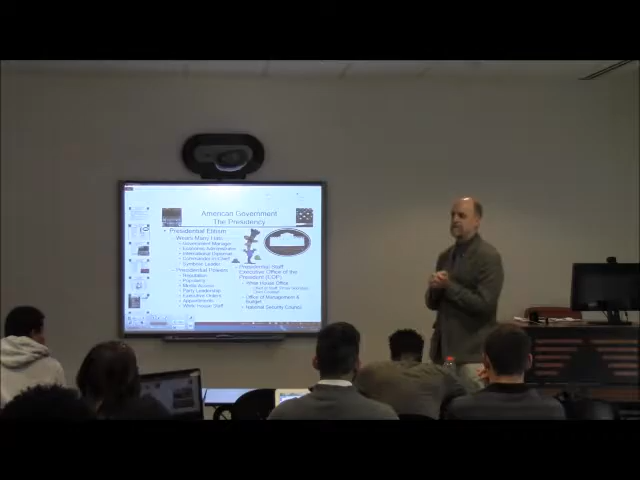 American Government
The Presidency
Presidential Edition
Wears Many Hats
Government Manager
Economic Administrator
International Diplomat
Commander in Chief
Symbolic Leader
Presidential Powers
Reputation
Popularity
Media Access
Party Leadership
Executive Orders
Appointments
White House Staff
Presidential Staff
Executive Office of the
President (EOP)
White House Office
Office of Management &
Budget
National Security Council